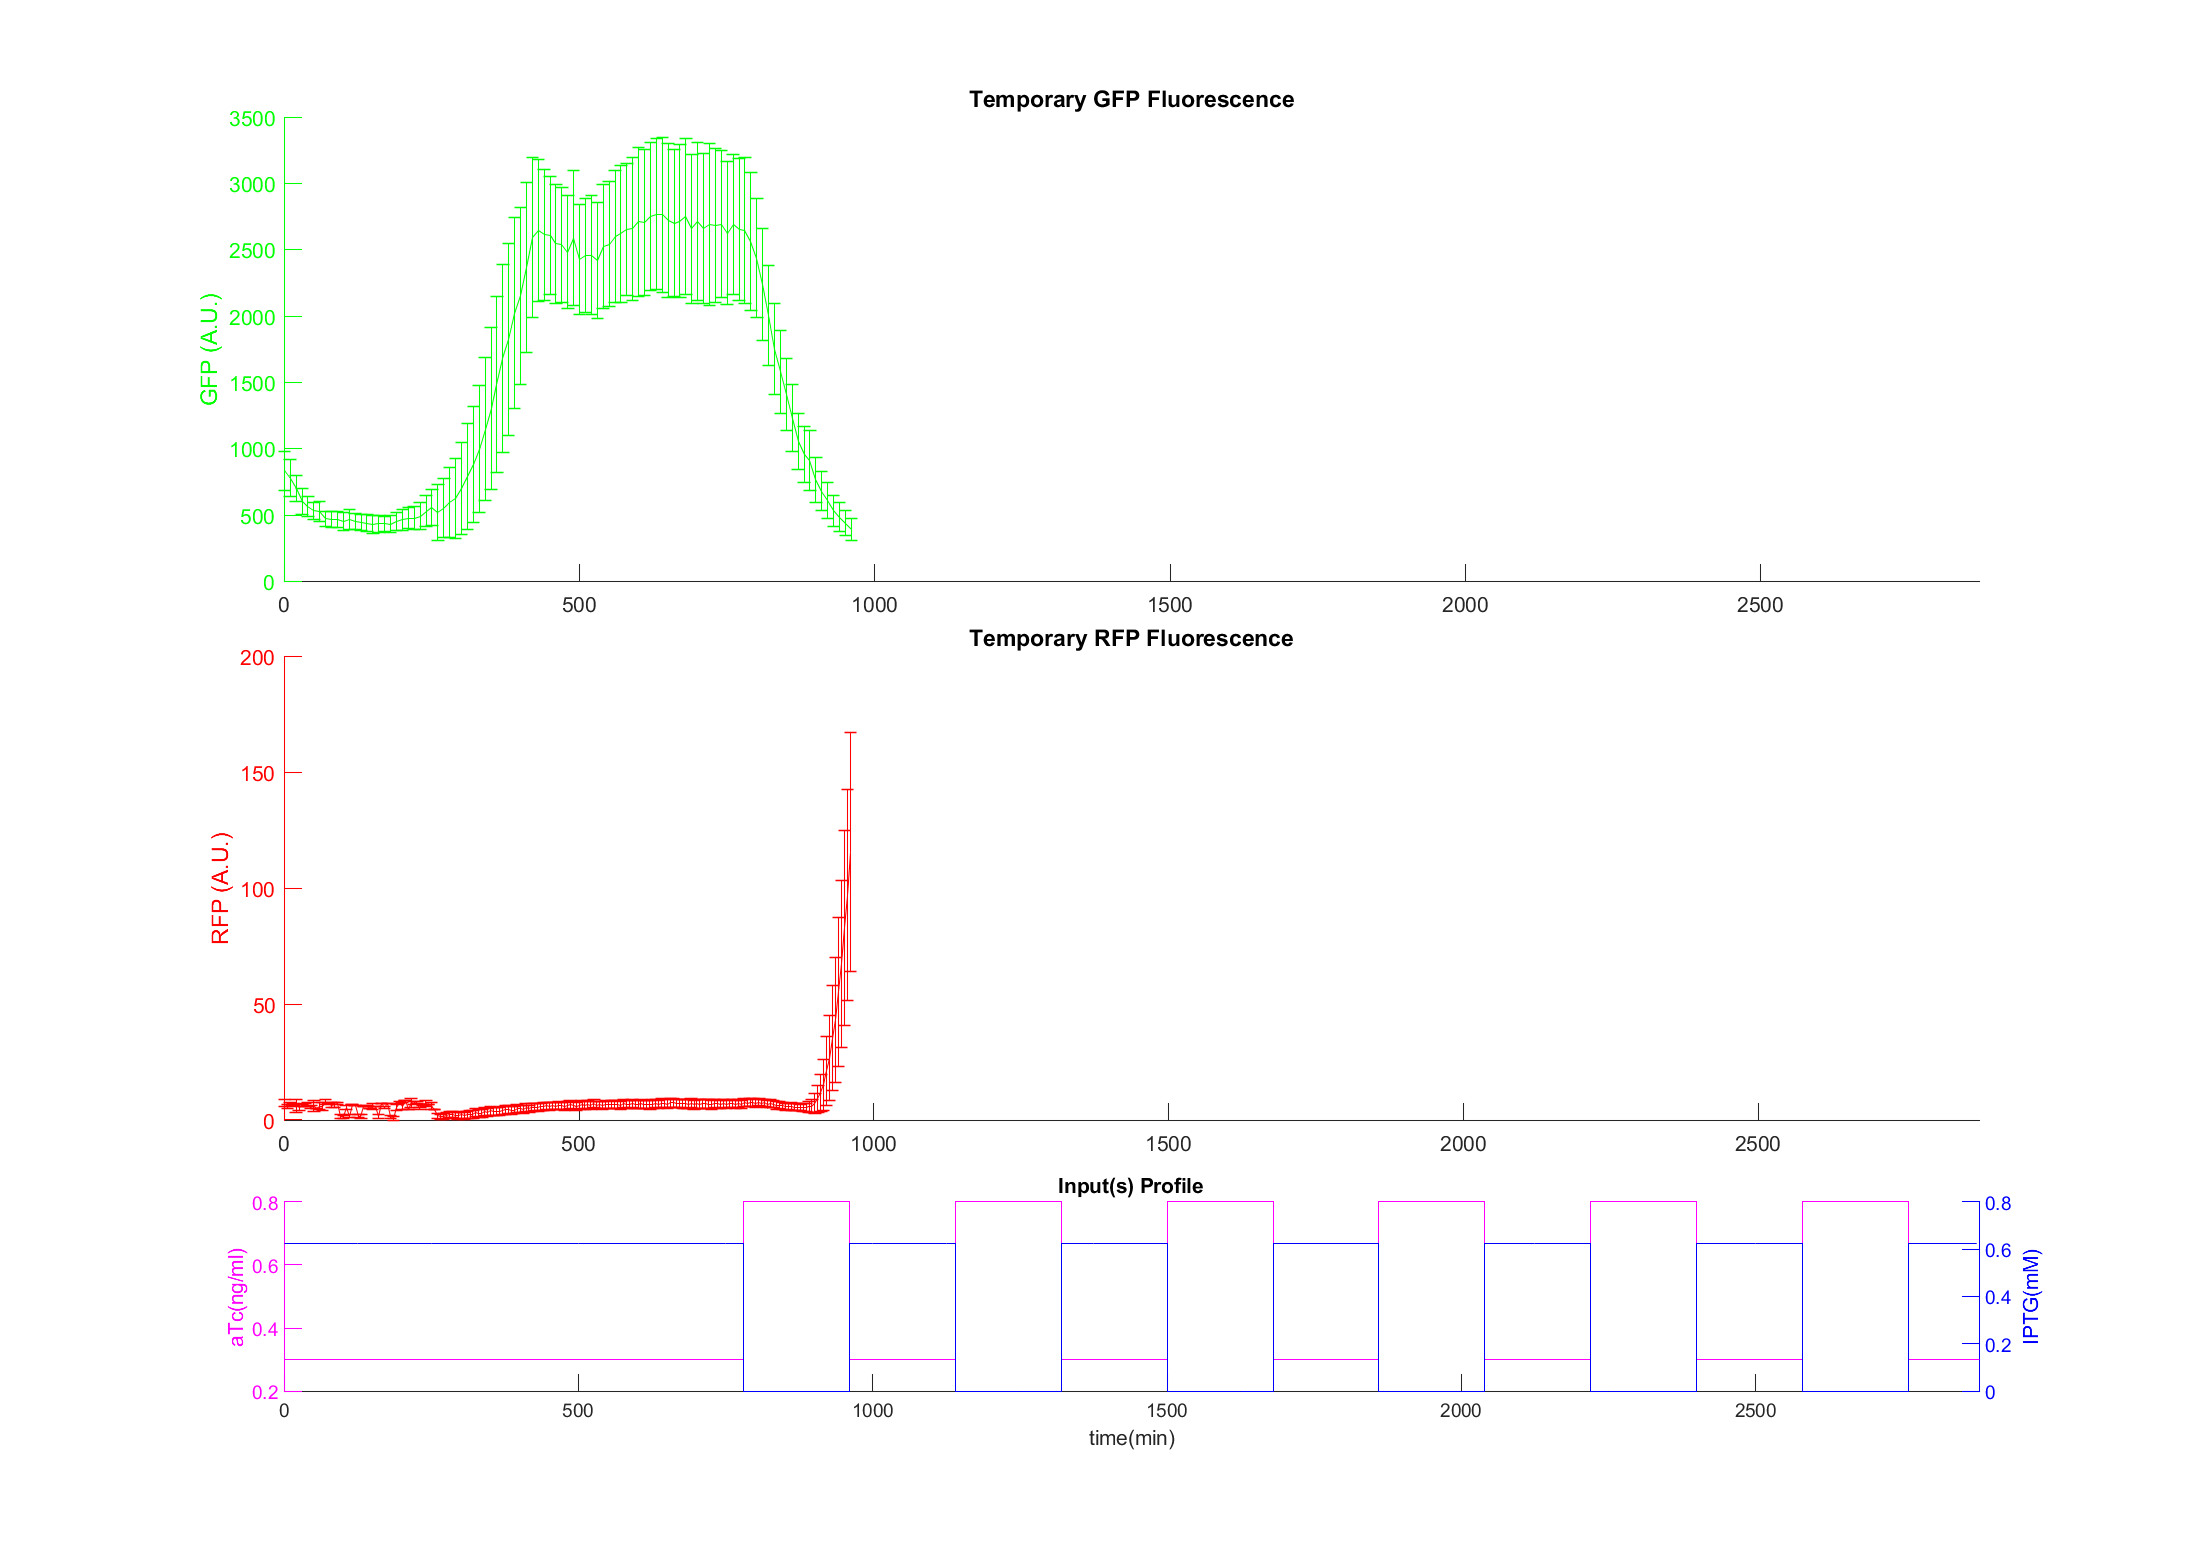 Temporary GFP Fluorescence
3500
3000
2500
2000
1500
1000
500
0
GFP (A.U.)
0 500 1000 1500 2000 2500
Temporary RFP Fluorescence
200
150
100
50
0
RFP (A.U.)
0 500 1000 1500 2000 2500
Input(s) Profile
0.8
0.6
0.4
0.2
aTc(ng/ml)
0.8
0.6
0.4
0.2
0
IPTG(mM)
0 500 1000 1500 2000 2500
time(min)